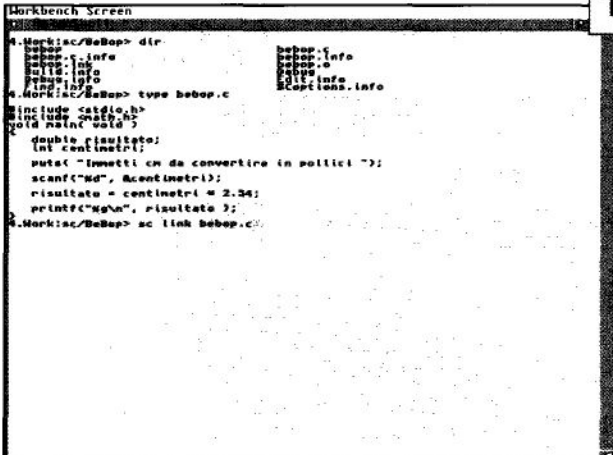 Workbench Screen
4.Work:sc/BeBop> dir
bebop bebop.c
bebop.c.info bebop.info
bebop.lnk bebop.o
Build.info Debug
Debug.info Edit.info
Find.info SCoptions.info
4.Work:sc/BeBop> type bebop.c
#include <stdio.h>
#include <math.h>
void main( void )
{
double risultato;
int centimetri;
puts( "Immetti cm da convertire in pollici ");
scanf("%d", &centimetri);
risultato = centimetri * 2.54;
printf("%g\n", risultato );
}
4.Work:sc/BeBop> sc link bebop.c